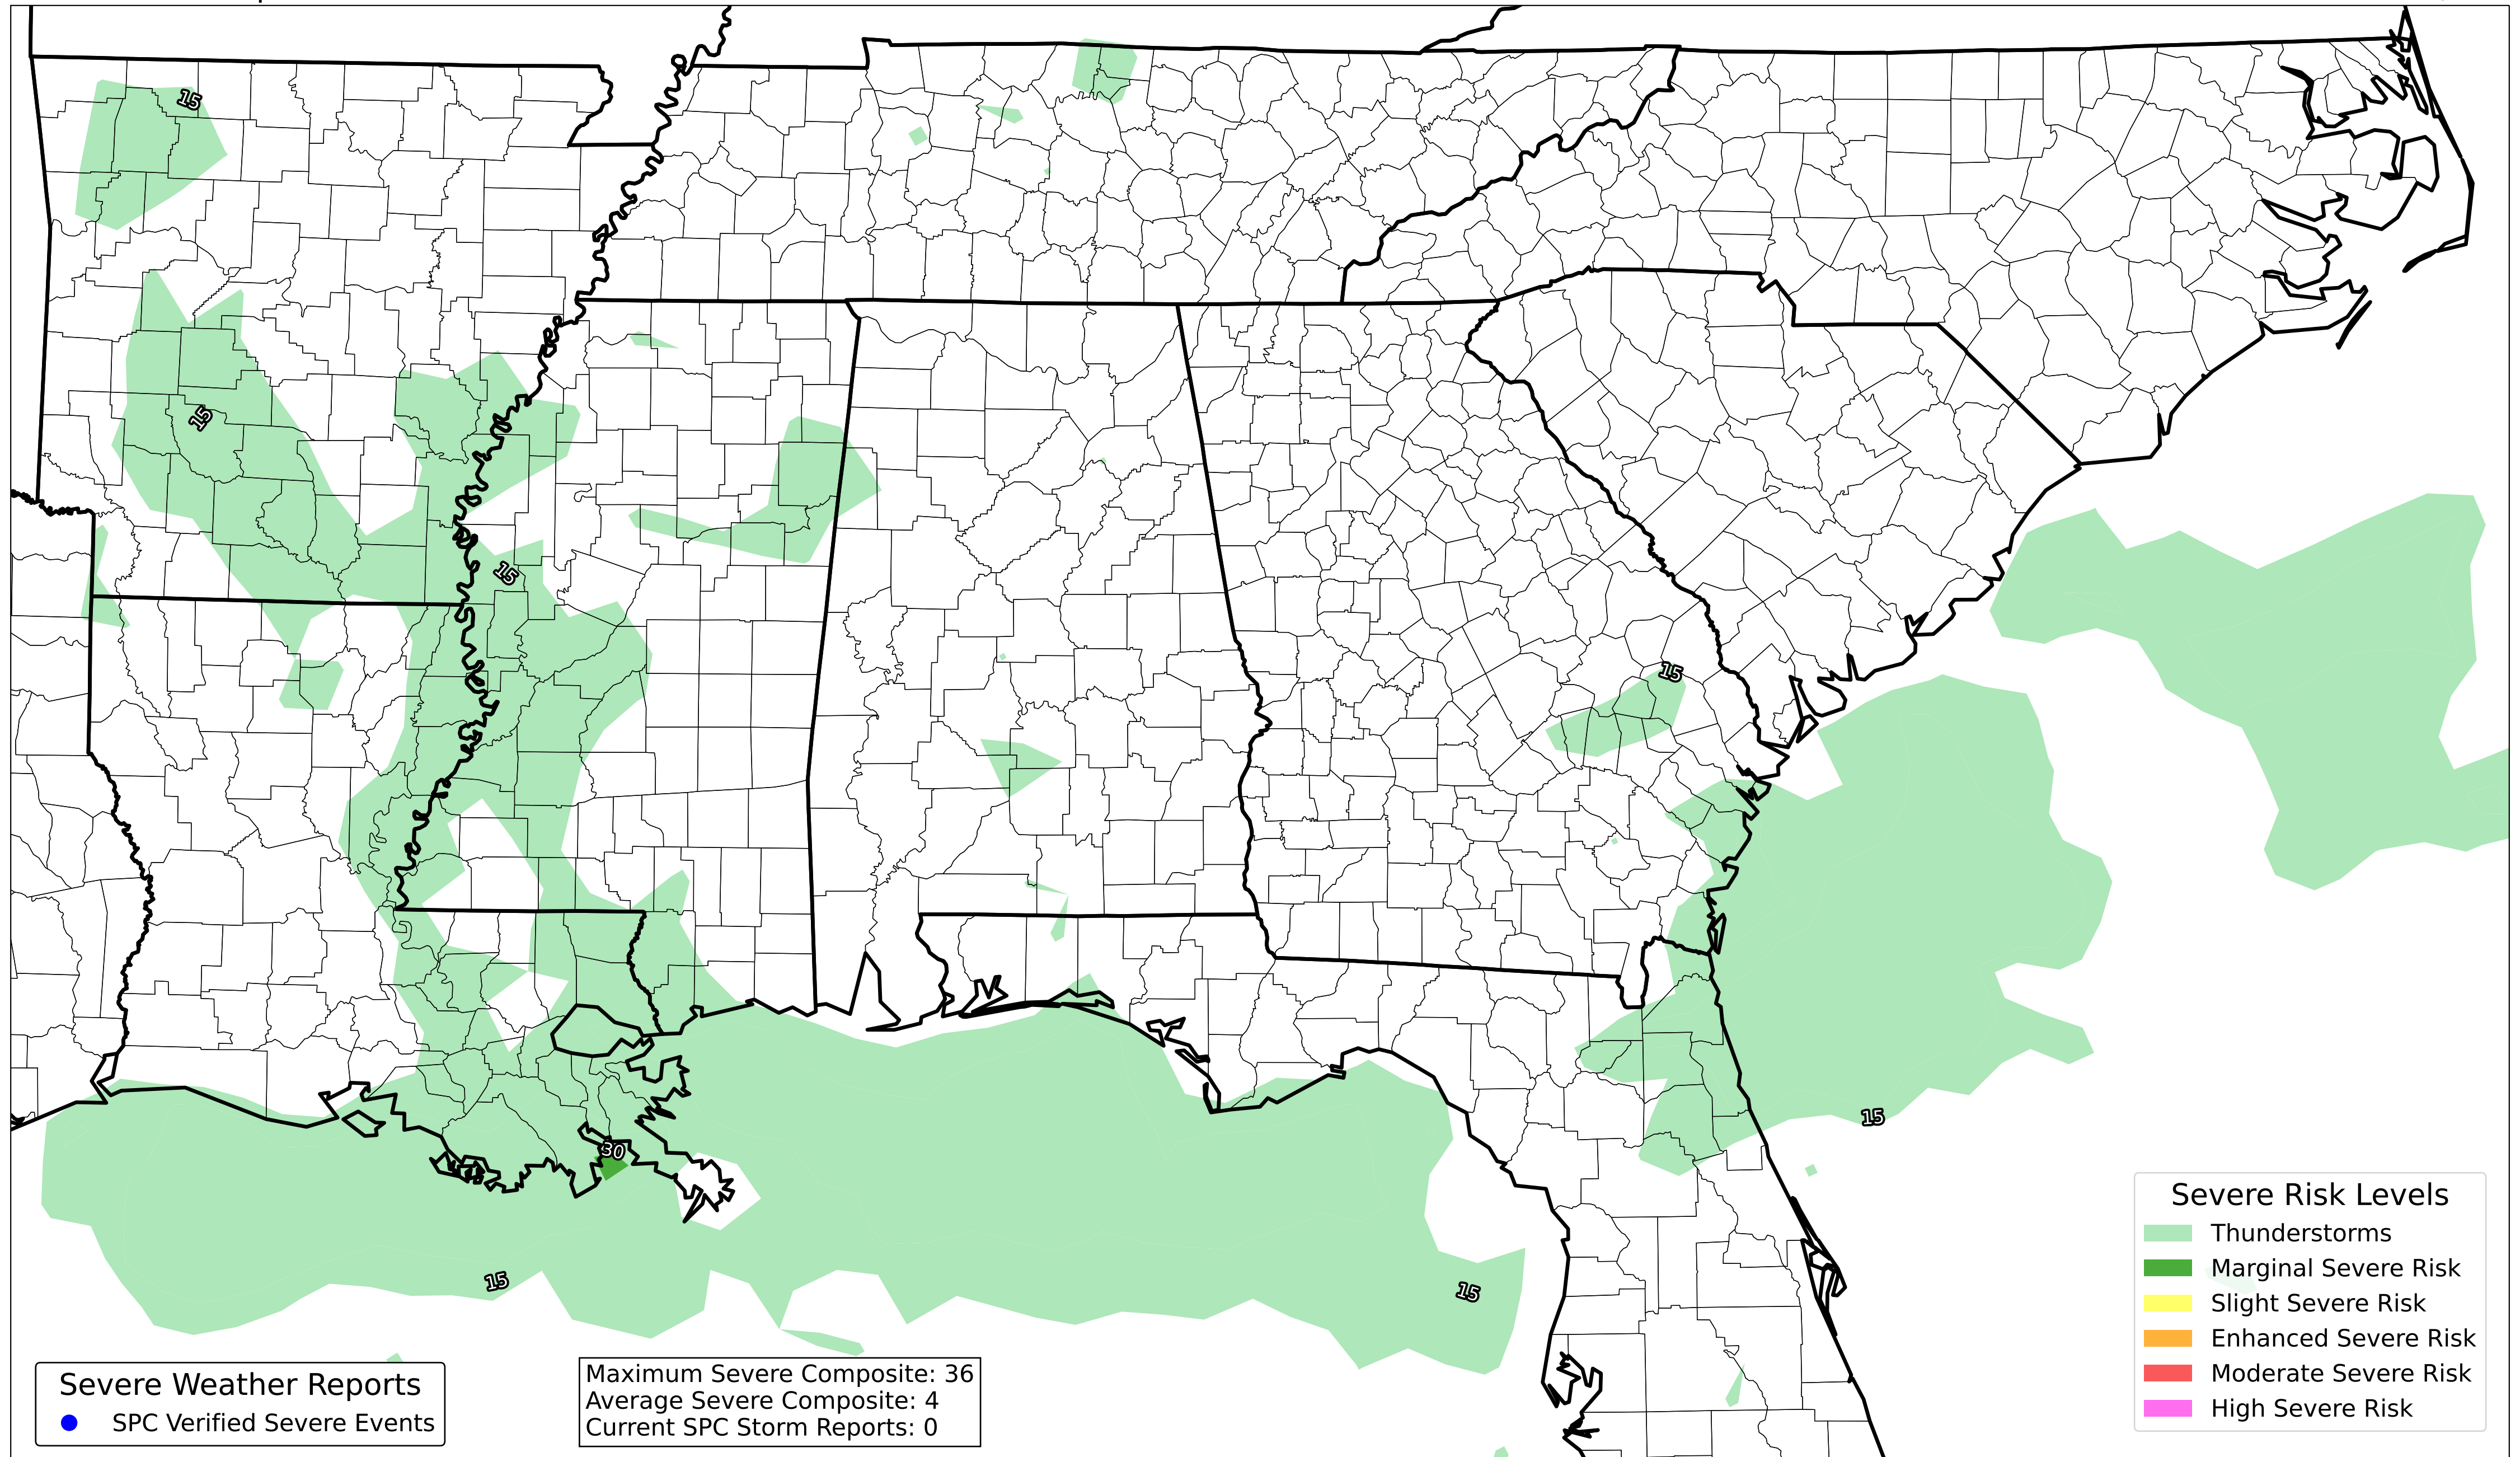 15
15
15
15
30
15
15
15
Severe Risk Levels
Thunderstorms
Marginal Severe Risk
Slight Severe Risk
Enhanced Severe Risk
Moderate Severe Risk
High Severe Risk
Severe Weather Reports
SPC Verified Severe Events
Maximum Severe Composite: 36
Average Severe Composite: 4
Current SPC Storm Reports: 0